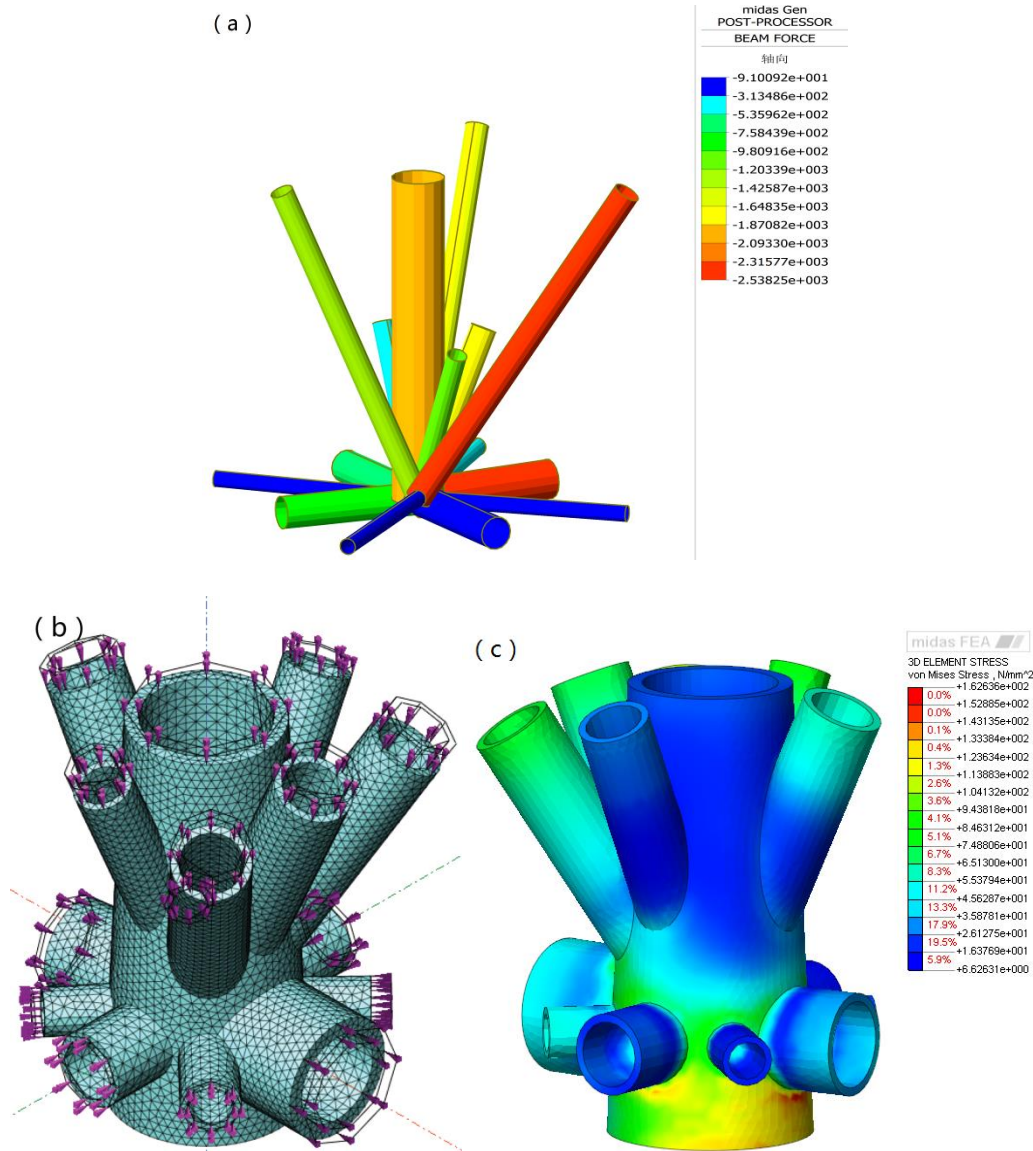 (a)
midas Gen
POST-PROCESSOR
BEAM FORCE
轴向
-9.10092e+001
-3.13486e+002
-5.35962e+002
-7.58439e+002
-9.80916e+002
-1.20339e+003
-1.42587e+003
-1.64835e+003
-1.87082e+003
-2.09330e+003
-2.31577e+003
-2.53825e+003
(b)
(c)
midas FEA
3D ELEMENT STRESS
von Mises Stress , N/mm^2
+1.62636e+002
0.0%
+1.52885e+002
0.0%
+1.43135e+002
0.1%
+1.33384e+002
0.4%
+1.23634e+002
1.3%
+1.13883e+002
2.6%
+1.04132e+002
3.6%
+9.43818e+001
4.1%
+8.46312e+001
5.1%
+7.48806e+001
6.7%
+6.51300e+001
8.3%
+5.53794e+001
11.2%
+4.56287e+001
13.3%
+3.58781e+001
17.9%
+2.61275e+001
19.5%
+1.63769e+001
5.9%
+6.62631e+000